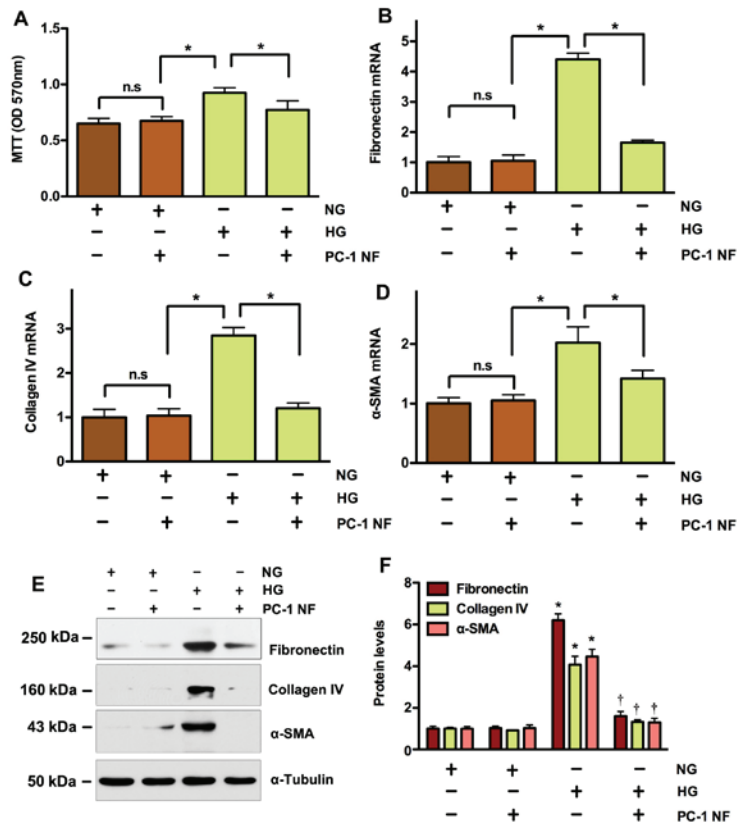 A
MTT (OD 570nm)
1.5
1.0
0.5
0.0
n.s
*
*
+ + − − NG
− − + + HG
− + − + PC-1 NF
B
Fibronectin mRNA
5
4
3
2
1
0
n.s
*
*
+ + − − NG
− − + + HG
− + − + PC-1 NF
C
Collagen IV mRNA
3
2
1
0
n.s
*
*
+ + − − NG
− − + + HG
− + − + PC-1 NF
D
α-SMA mRNA
2
1
0
n.s
*
*
+ + − − NG
− − + + HG
− + − + PC-1 NF
E
+ + − − NG
− − + + HG
− + − + PC-1 NF
250 kDa Fibronectin
160 kDa Collagen IV
43 kDa α-SMA
50 kDa α-Tubulin
F
Protein levels
8
6
4
2
0
Fibronectin
Collagen IV
α-SMA
* * *
† † †
+ + − − NG
− − + + HG
− + − + PC-1 NF